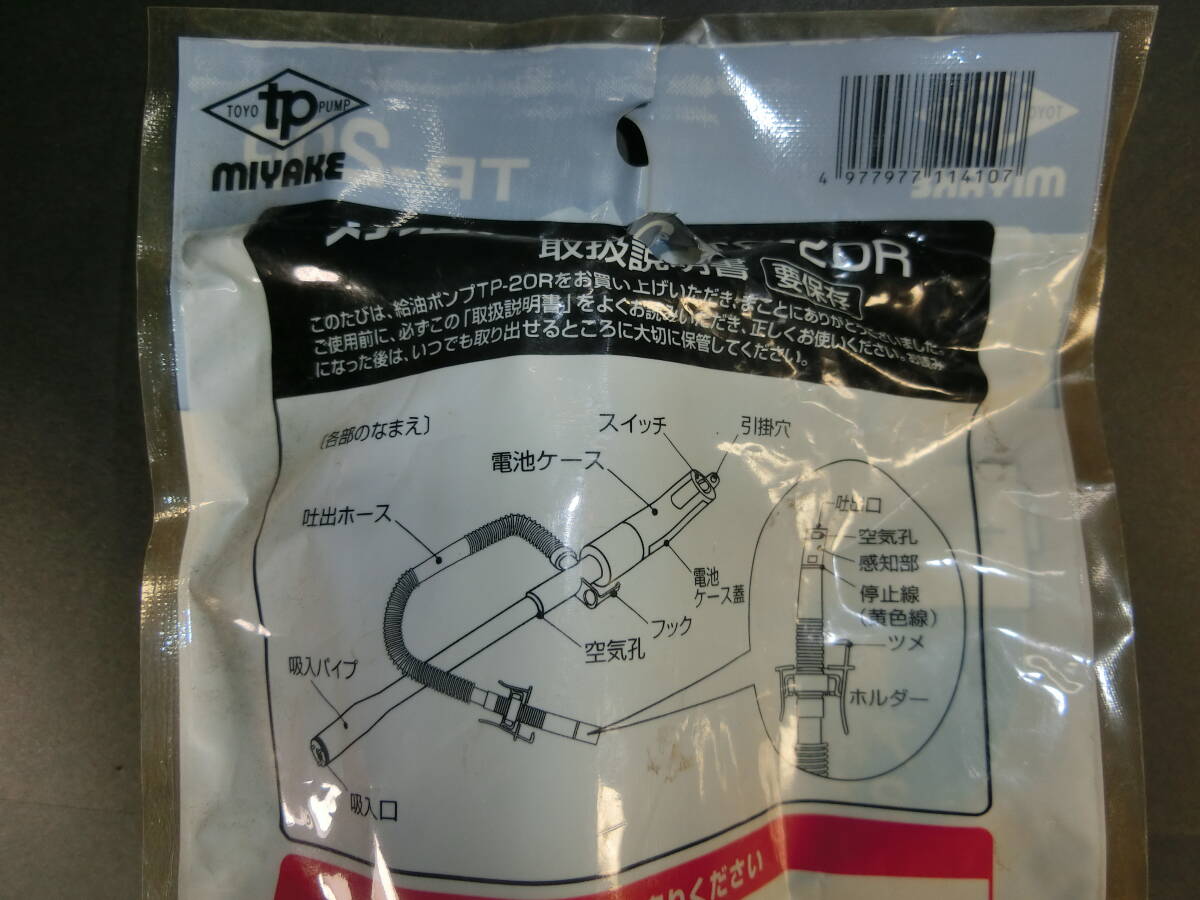 TOYO tp PUMP
MIYAKE
4 977977 114107
取扱説明書 要保存
このたびは、給油ポンプTP-20Rをお買い上げいただき、まことにありがとうございました。
ご使用前に、必ずこの「取扱説明書」をよくお読みいただき、正しくお使いください。お読み
になった後は、いつでも取り出せるところに大切に保管してください。
〔各部のなまえ〕
スイッチ
引掛穴
電池ケース
吐出ホース
吐出口
空気孔
感知部
停止線
(黄色線)
ツメ
ホルダー
電池
ケース蓋
フック
空気孔
吸入パイプ
吸入口
ください